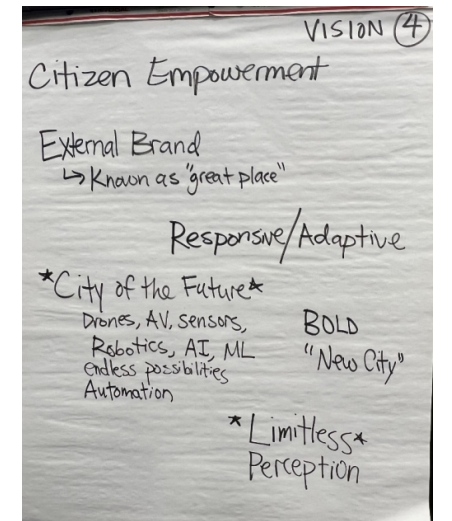 VISION 4
Citizen Empowerment
External Brand
↳ Known as "great place"
Responsive/Adaptive
*City of the Future*
Drones, AV, sensors,
Robotics, AI, ML
endless possibilities
Automation
BOLD
"New City"
*Limitless*
Perception